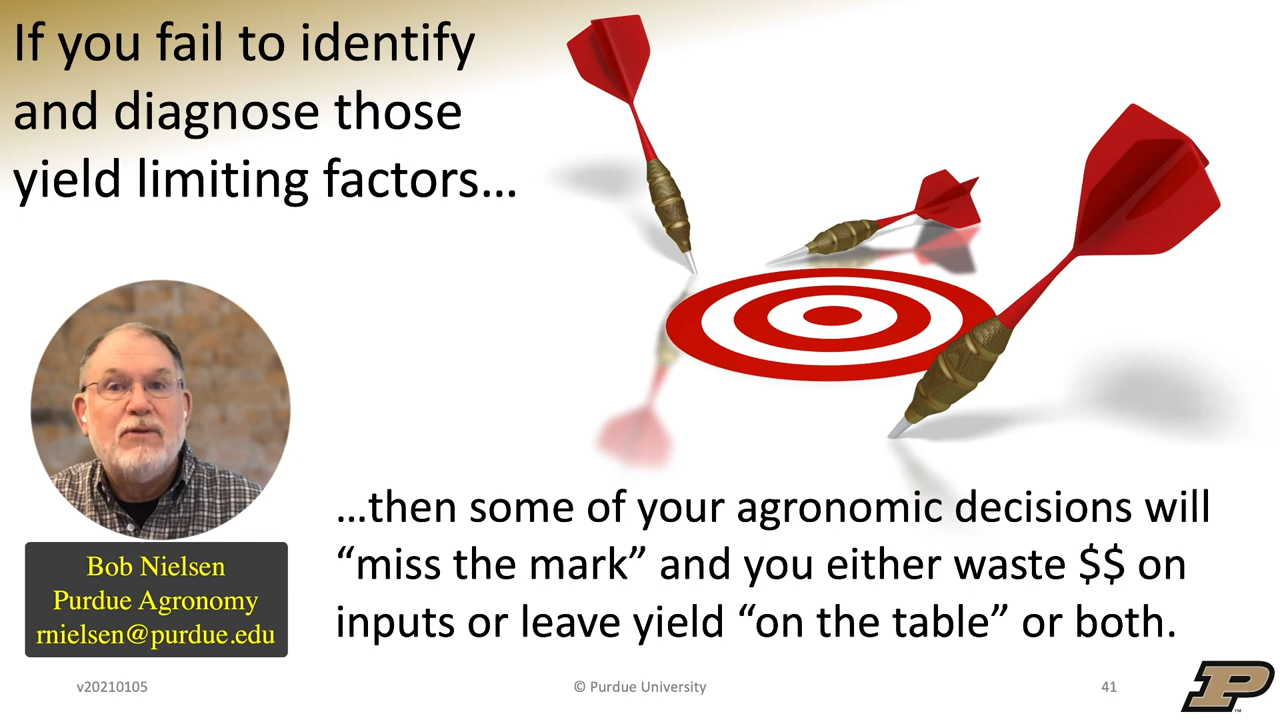 If you fail to identify
and diagnose those
yield limiting factors…
…then some of your agronomic decisions will
“miss the mark” and you either waste $$ on
inputs or leave yield “on the table” or both.
Bob Nielsen
Purdue Agronomy
rnielsen@purdue.edu
v20210105
© Purdue University
41
P
TM